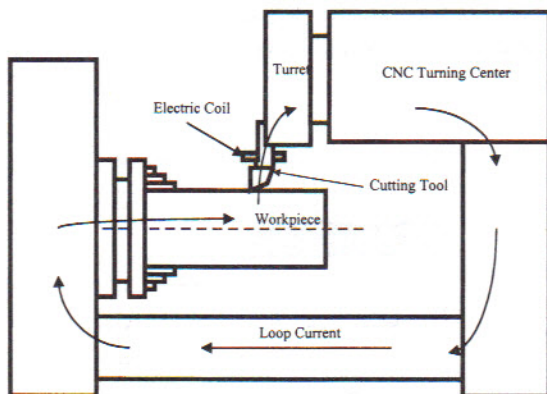 Turret
CNC Turning Center
Electric Coil
Cutting Tool
Workpiece
Loop Current